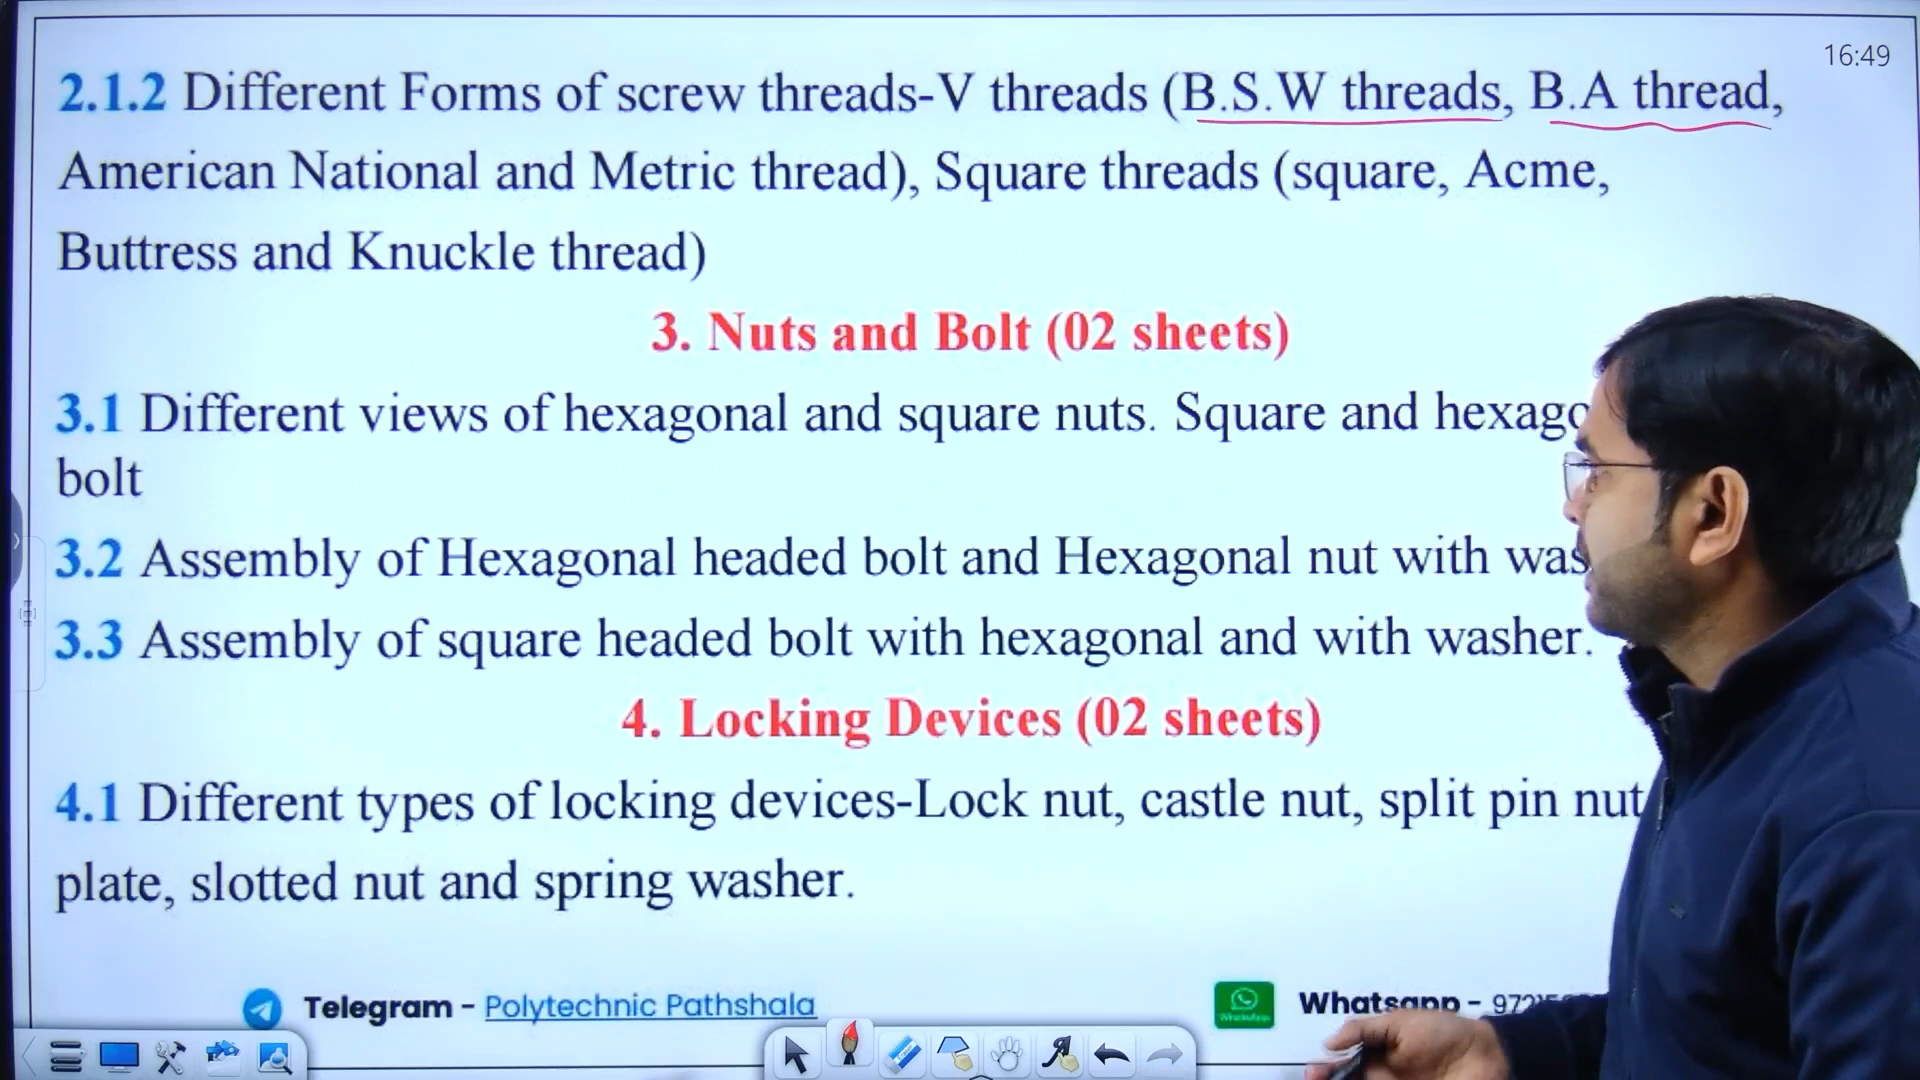 16:49
2.1.2 Different Forms of screw threads-V threads (B.S.W threads, B.A thread,
American National and Metric thread), Square threads (square, Acme,
Buttress and Knuckle thread)
3. Nuts and Bolt (02 sheets)
3.1 Different views of hexagonal and square nuts. Square and
bolt
3.2 Assembly of Hexagonal headed bolt and Hexagonal nut with
3.3 Assembly of square headed bolt with hexagonal and with washer.
4. Locking Devices (02 sheets)
4.1 Different types of locking devices-Lock nut, castle nut, split pin nut
plate, slotted nut and spring washer.
Telegram - Polytechnic Pathshala
Whatsapp -